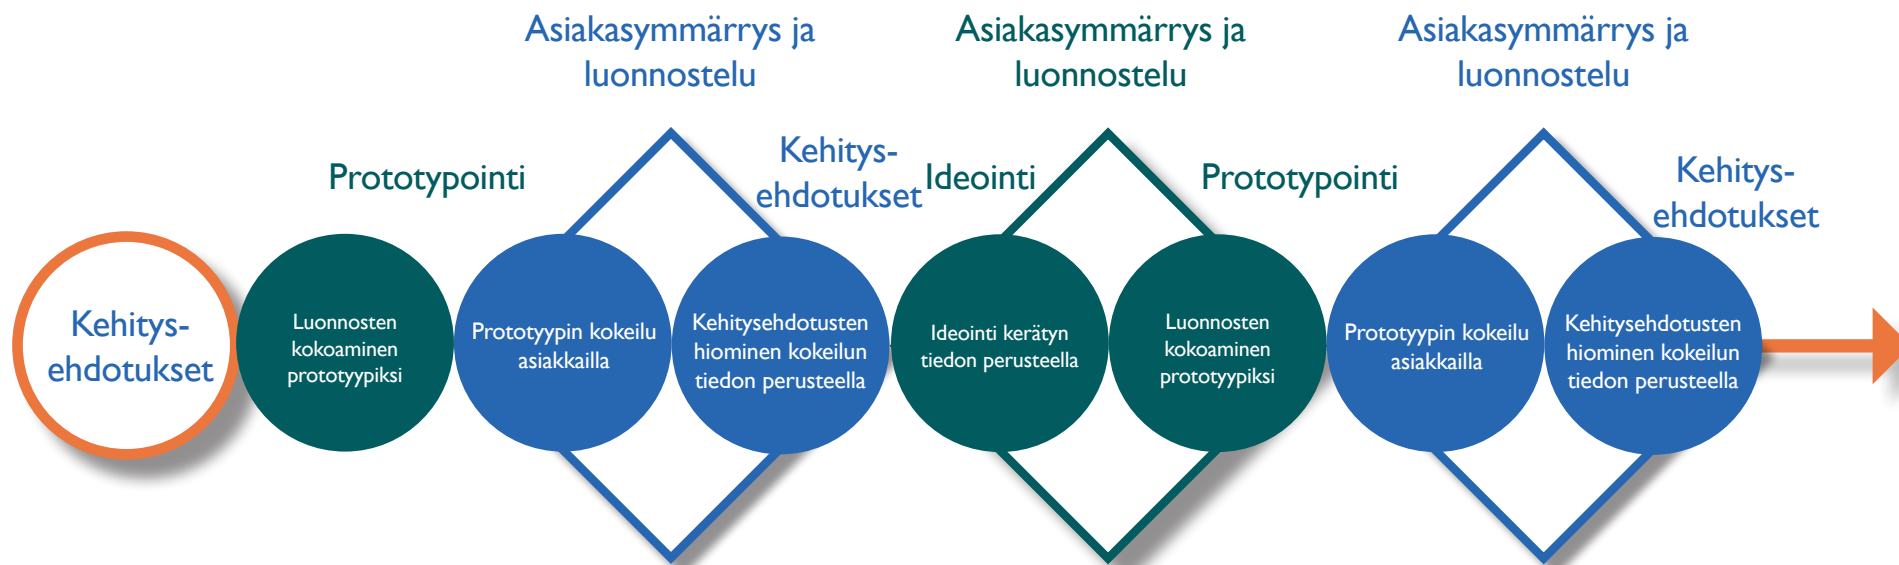 Asiakasymmärrys ja
luonnostelu
Asiakasymmärrys ja
luonnostelu
Asiakasymmärrys ja
luonnostelu
Prototypointi
Kehitys-
ehdotukset
Ideointi
Prototypointi
Kehitys-
ehdotukset
Kehitys-
ehdotukset
Luonnosten
kokoaminen
prototyypiksi
Prototyypin kokeilu
asiakkailla
Kehitysehdotusten
hiominen kokeilun
tiedon perusteella
Ideointi kerätyn
tiedon perusteella
Luonnosten
kokoaminen
prototyypiksi
Prototyypin kokeilu
asiakkailla
Kehitysehdotusten
hiominen kokeilun
tiedon perusteella